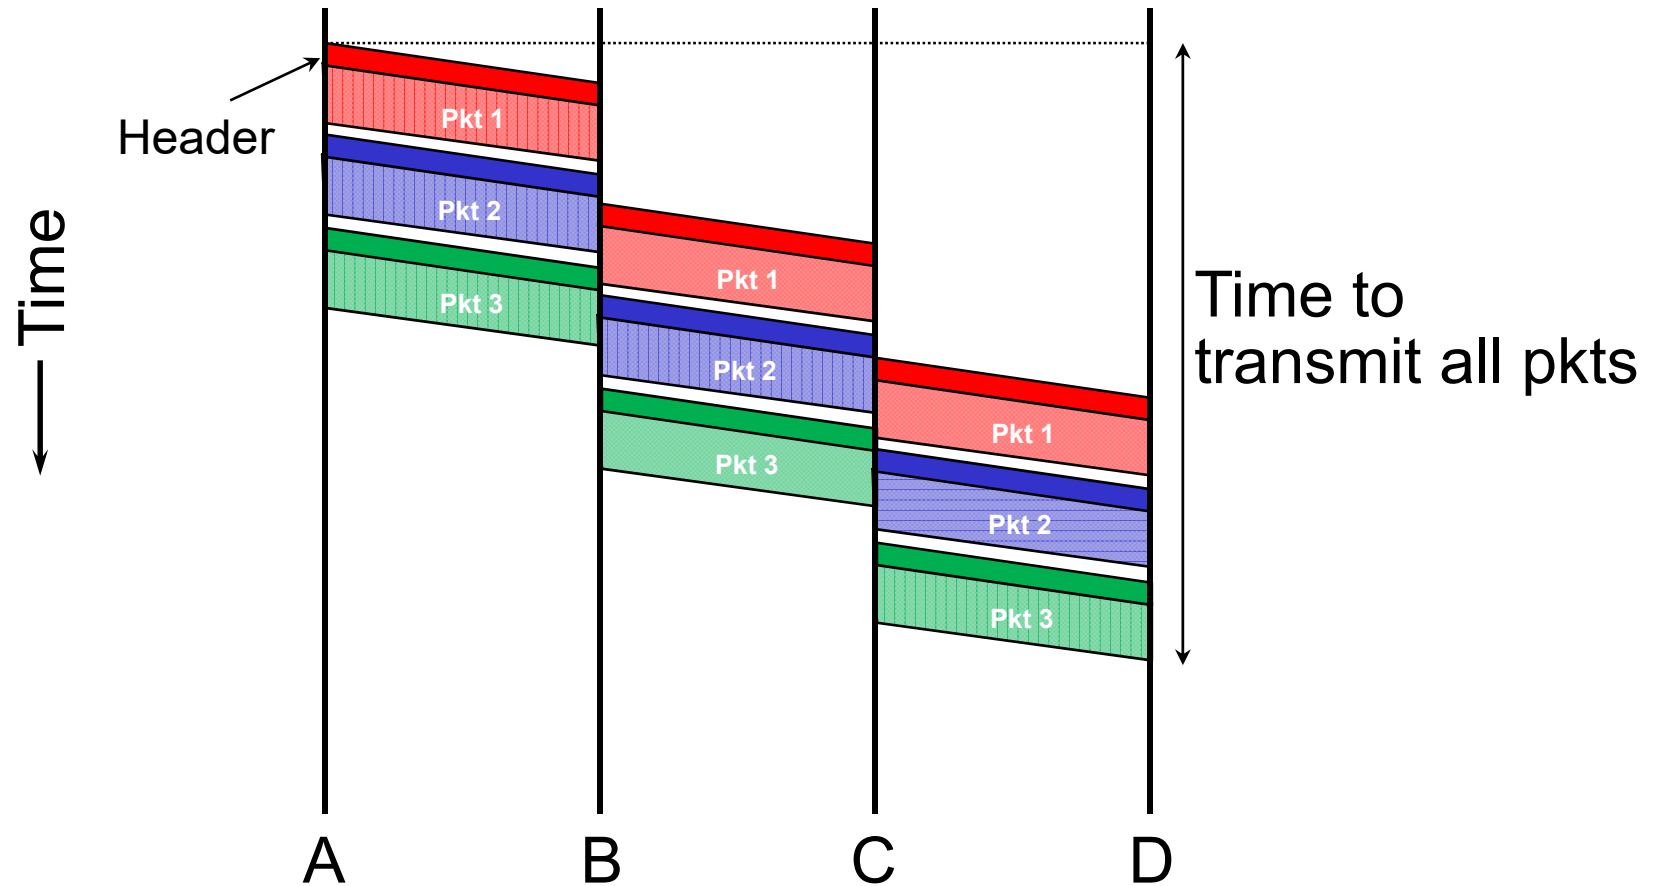 Header
Time
Pkt 1
Pkt 2
Pkt 3
Pkt 1
Pkt 2
Pkt 3
Pkt 1
Pkt 2
Pkt 3
Time to
transmit all pkts
A
B
C
D